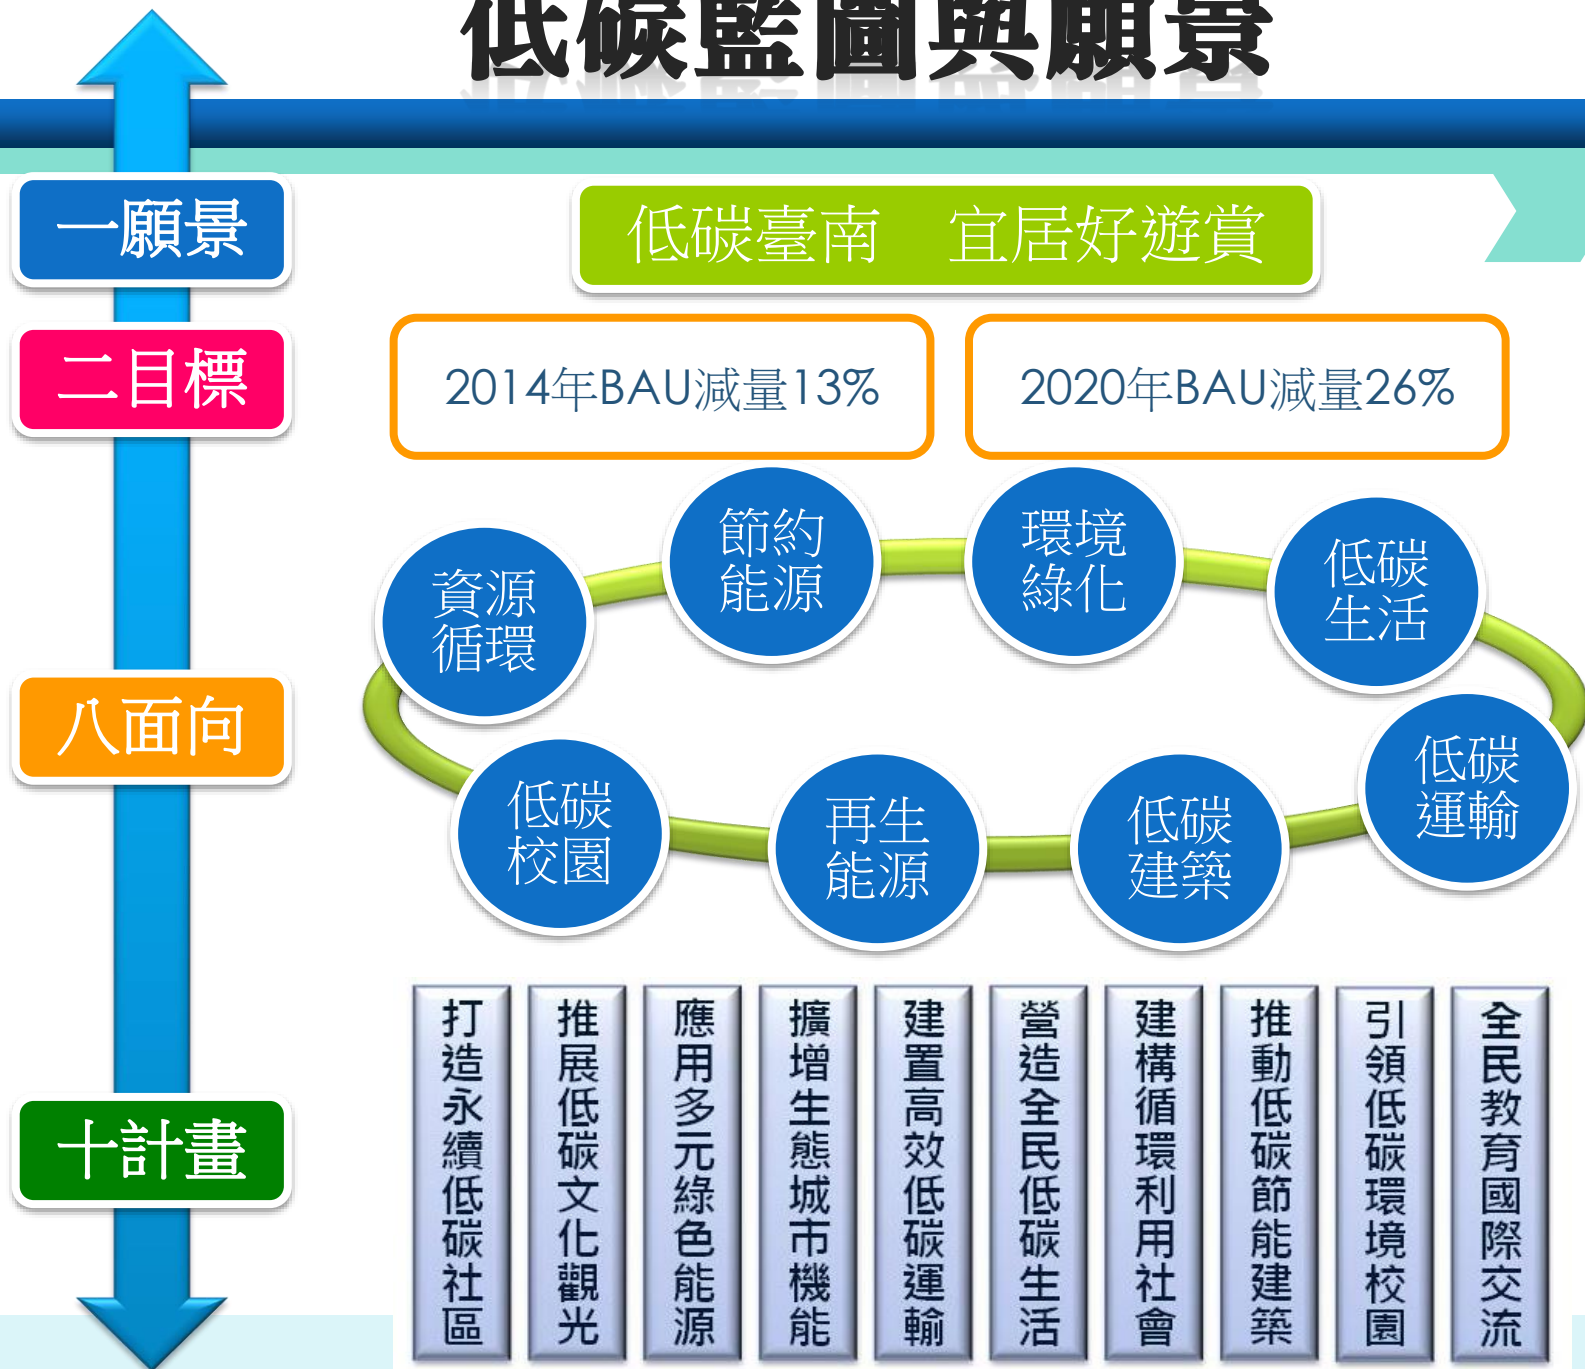 低碳藍圖與願景
一願景
低碳臺南　宜居好遊賞
二目標
2014年BAU減量13%
2020年BAU減量26%
八面向
資源
循環
節約
能源
環境
綠化
低碳
生活
低碳
運輸
低碳
建築
再生
能源
低碳
校園
十計畫
打造永續低碳社區
推展低碳文化觀光
應用多元綠色能源
擴增生態城市機能
建置高效低碳運輸
營造全民低碳生活
建構循環利用社會
推動低碳節能建築
引領低碳環境校園
全民教育國際交流